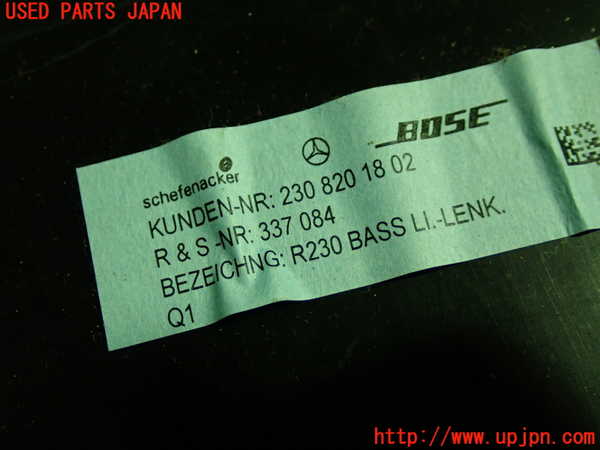 USED PARTS JAPAN
schefenacker
BOSE
KUNDEN-NR: 230 820 18 02
R & S -NR: 337 084
BEZEICHNG: R230 BASS LI.-LENK.
Q1
http://www.upjpn.com/